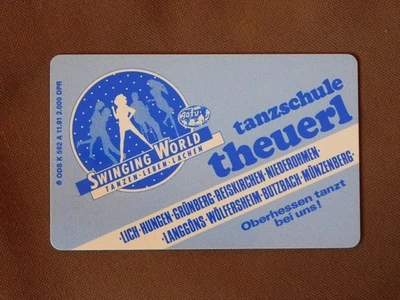 © ODS K 562 A 11.91 2.000 DPR
SWINGING WORLD
TANZEN-LEBEN-LACHEN
tanzschule
theuerl
·LICH·HUNGEN·GRÜNBERG·REISKIRCHEN·NIEDEROHMEN·
·LANGGÖNS·WÖLFERSHEIM·BUTZBACH·MÜNZENBERG·
Oberhessen tanzt
bei uns!